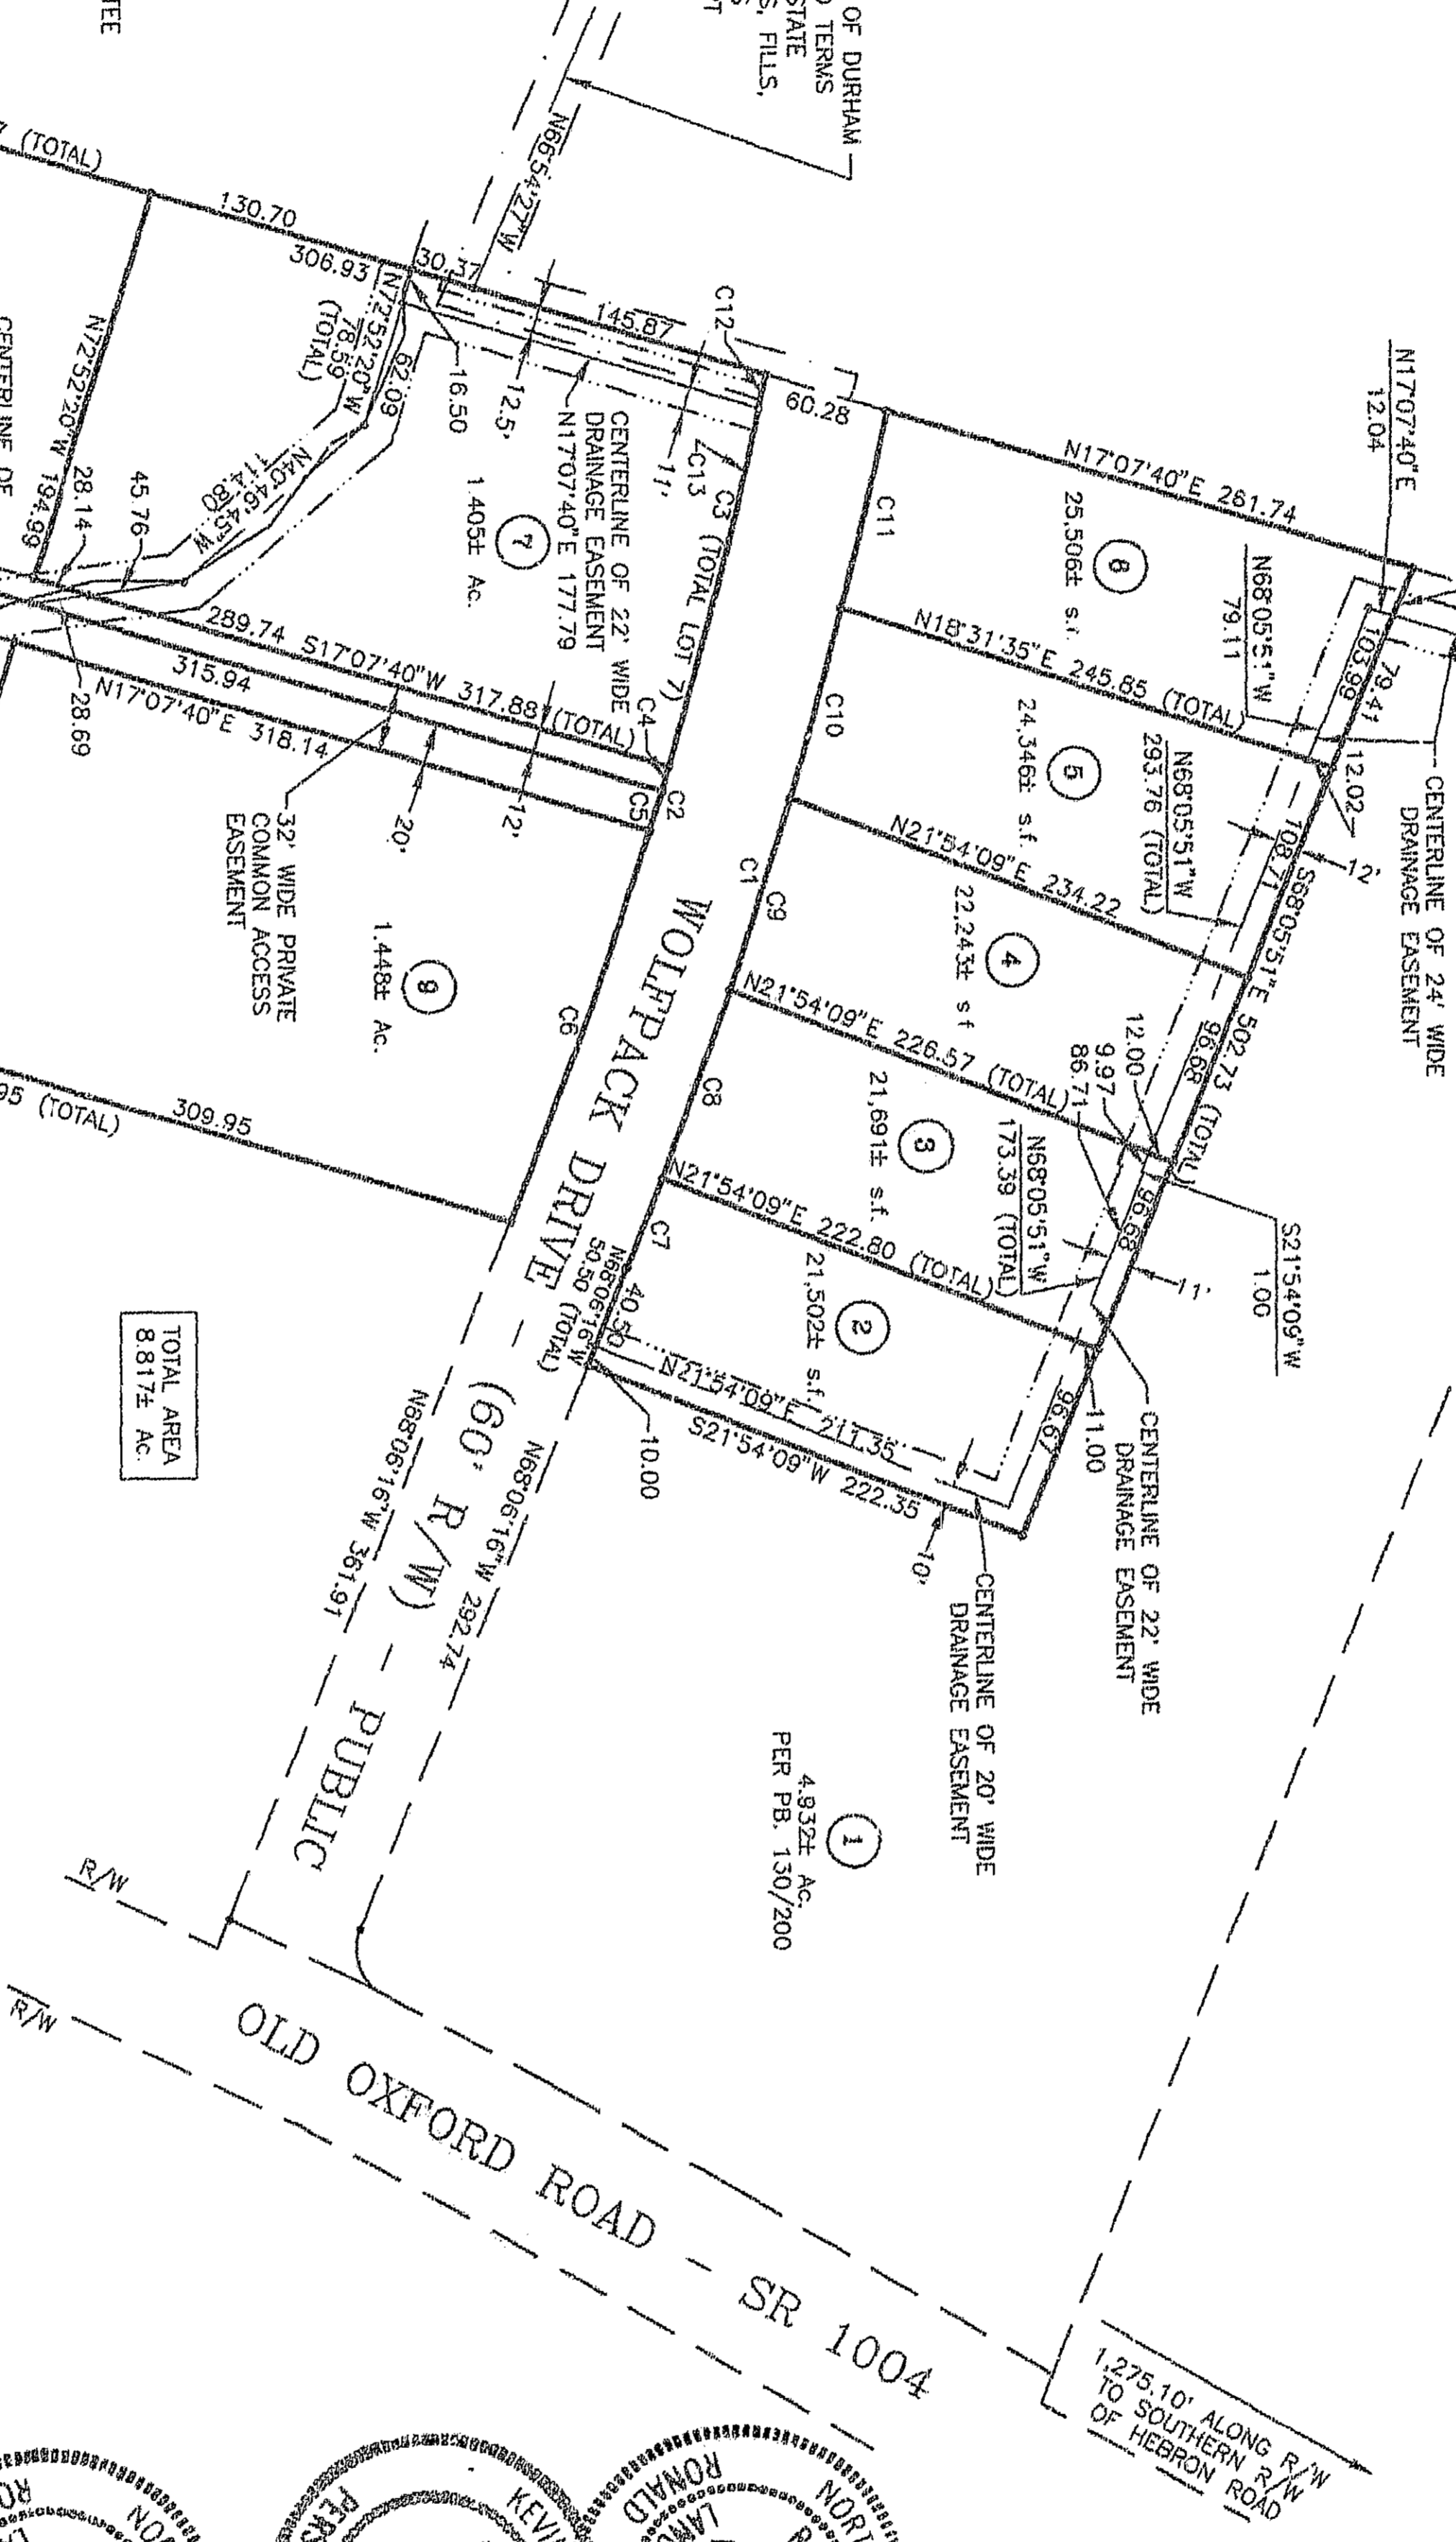 OF DURHAM
TERMS
STATE
FILLS,
N66°54'27"W
(TOTAL)
130.70
306.93
30.37
N72°52'20"W
78.59
(TOTAL)
62.09
16.50
12.5'
145.87
C12
60.28
11'
C13
C3 (TOTAL LOT 7)
CENTERLINE OF 22' WIDE
DRAINAGE EASEMENT
N17°07'40"E 177.79
7
1.405± Ac.
N40°46'45"W
114.80
N72°52'20"W 194.99
28.14
45.76
28.69
289.74 S17°07'40"W 317.88 (TOTAL)
315.94
N17°07'40"E 318.14
C4
C2
C5
12'
20'
32' WIDE PRIVATE
COMMON ACCESS
EASEMENT
1.448± Ac.
C6
309.95
95 (TOTAL)
CENTERLINE OF
N17°07'40"E
12.04
N17°07'40"E 261.74
C11
6
25,506± s.f.
N68°05'51"W
79.11
103.99
79.41
CENTERLINE OF 24' WIDE
DRAINAGE EASEMENT
N18°31'35"E 245.85 (TOTAL)
C10
5
24,346± s.f.
N68°05'51"W
293.76 (TOTAL)
12.02
108.71
12'
S68°05'51"E 502.73 (TOTAL)
N21°54'09"E 234.22
C1
C9
4
22,243± s f
96.68
12.00
9.97
86.71
N21°54'09"E 226.57 (TOTAL)
C8
3
21,691± s.f.
N68°05'51"W
173.39 (TOTAL)
96.68
11'
S21°54'09"W
1.00
N21°54'09"E 222.80 (TOTAL)
C7
2
21,502± s.f.
N68°06'16"W
50.50 (TOTAL)
40.50
N21°54'09"E 211.35
S21°54'09"W 222.35
10.00
96.67
11.00
CENTERLINE OF 22' WIDE
DRAINAGE EASEMENT
10'
CENTERLINE OF 20' WIDE
DRAINAGE EASEMENT
WOLFPACK DRIVE - (60' R/W) - PUBLIC
N68°06'16"W 292.74
N68°06'16"W 361.91
TOTAL AREA
8.817± Ac.
1
4.932± Ac.
PER PB. 130/200
R/W
R/W
OLD OXFORD ROAD - SR 1004
1,275.10' ALONG R/W
TO SOUTHERN R/W
OF HEBRON ROAD
RONALD
KEVIN